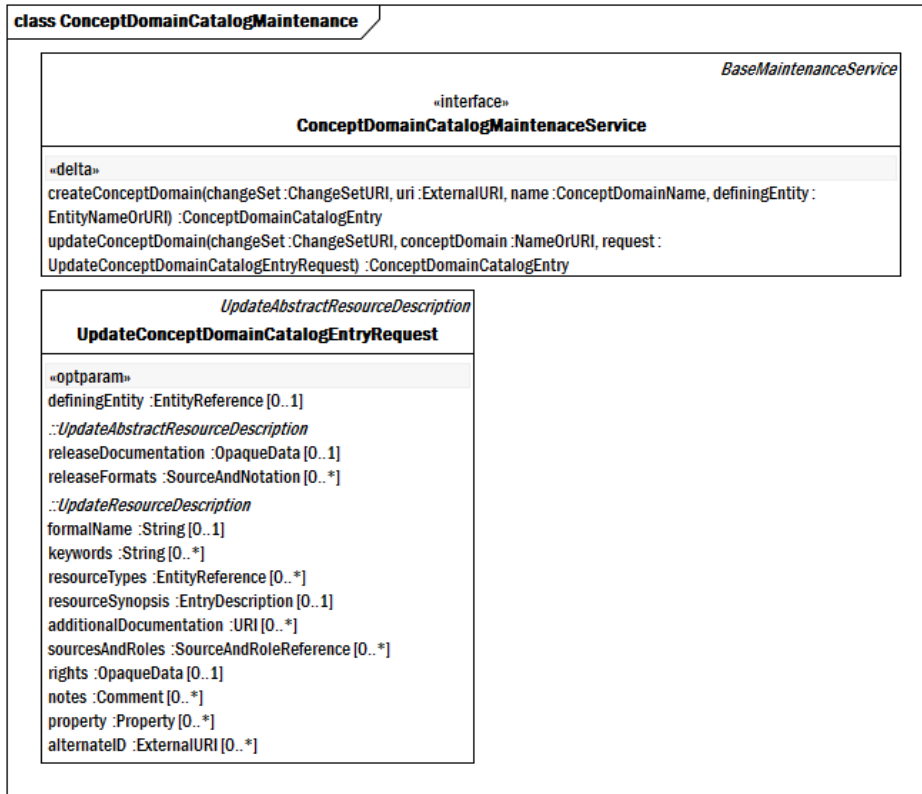 class ConceptDomainCatalogMaintenance
BaseMaintenanceService
«interface»
ConceptDomainCatalogMaintenaceService
«delta»
createConceptDomain(changeSet :ChangeSetURI, uri :ExternalURI, name :ConceptDomainName, definingEntity :
EntityNameOrURI) :ConceptDomainCatalogEntry
updateConceptDomain(changeSet :ChangeSetURI, conceptDomain :NameOrURI, request :
UpdateConceptDomainCatalogEntryRequest) :ConceptDomainCatalogEntry
UpdateAbstractResourceDescription
UpdateConceptDomainCatalogEntryRequest
«optparam»
definingEntity :EntityReference [0..1]
::UpdateAbstractResourceDescription
releaseDocumentation :OpaqueData [0..1]
releaseFormats :SourceAndNotation [0..*]
::UpdateResourceDescription
formalName :String [0..1]
keywords :String [0..*]
resourceTypes :EntityReference [0..*]
resourceSynopsis :EntryDescription [0..1]
additionalDocumentation :URI [0..*]
sourcesAndRoles :SourceAndRoleReference [0..*]
rights :OpaqueData [0..1]
notes :Comment [0..*]
property :Property [0..*]
alternateID :ExternalURI [0..*]